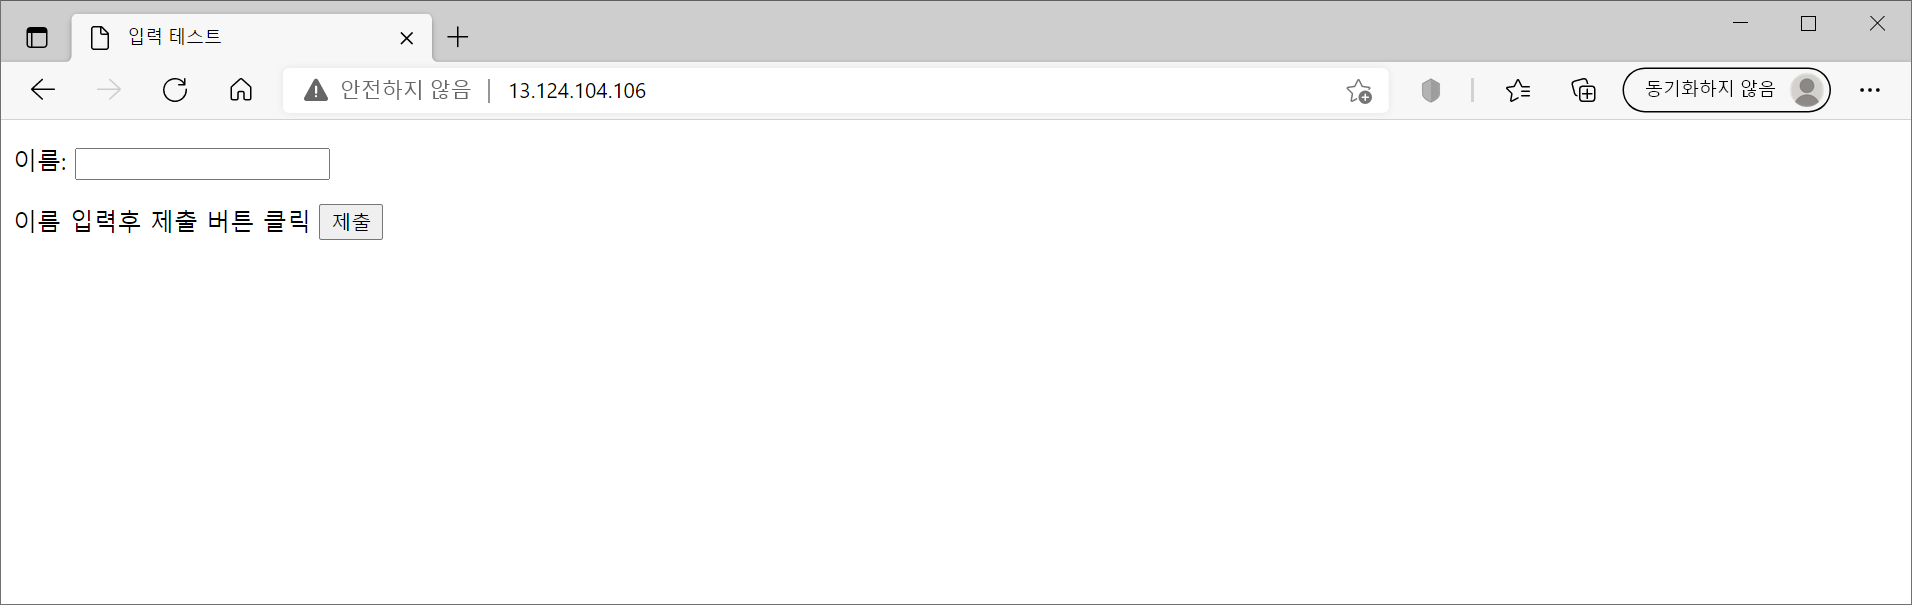 입력 테스트
안전하지 않음 | 13.124.104.106
동기화하지 않음
이름:
이름 입력후 제출 버튼 클릭 제출